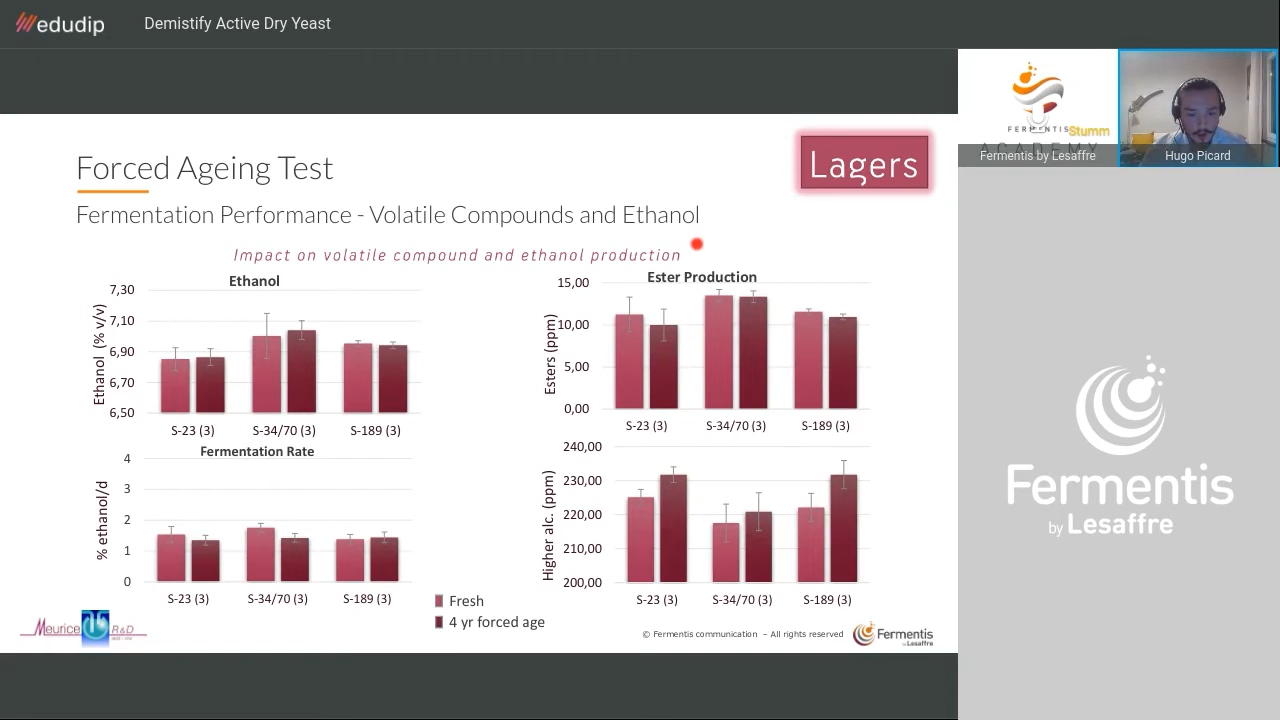 edudip
Demistify Active Dry Yeast
FERMENTIS
Stumm
ACADEMY
Fermentis by Lesaffre
Hugo Picard
Forced Ageing Test
Lagers
Fermentation Performance - Volatile Compounds and Ethanol
Impact on volatile compound and ethanol production
Ethanol
7,30
7,10
6,90
6,70
6,50
Ethanol (% v/v)
S-23 (3)
S-34/70 (3)
S-189 (3)
Ester Production
15,00
10,00
5,00
0,00
Esters (ppm)
S-23 (3)
S-34/70 (3)
S-189 (3)
Fermentation Rate
4
3
2
1
0
% ethanol/d
S-23 (3)
S-34/70 (3)
S-189 (3)
240,00
230,00
220,00
210,00
200,00
Higher alc. (ppm)
S-23 (3)
S-34/70 (3)
S-189 (3)
Fresh
4 yr forced age
Meurice R&D
© Fermentis communication – All rights reserved
Fermentis
by Lesaffre
Fermentis
by Lesaffre